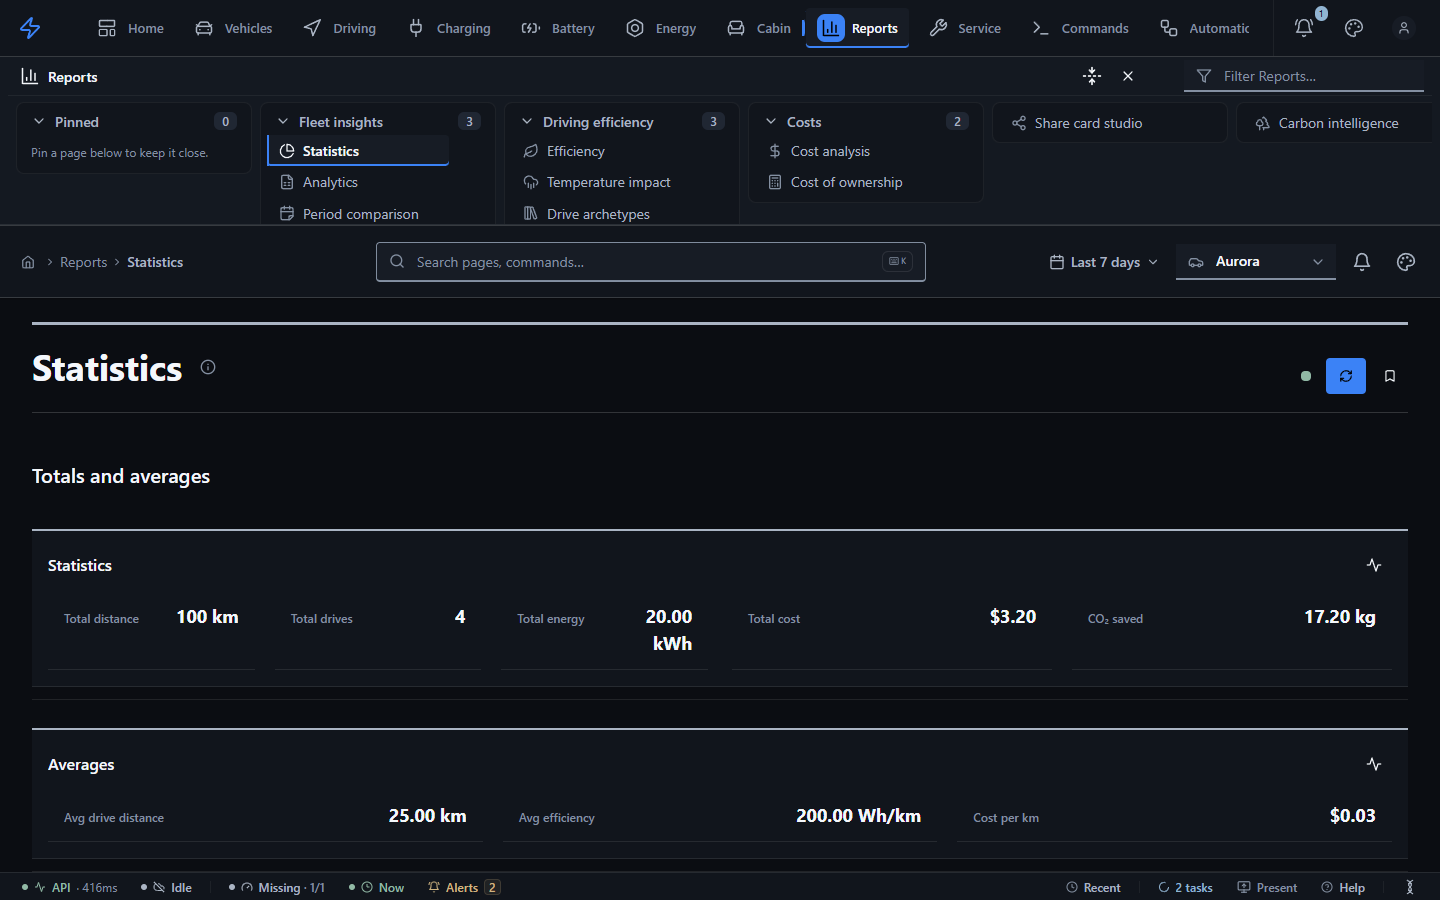 Home
Vehicles
Driving
Charging
Battery
Energy
Cabin
Reports
Service
Commands
Automatic
1
Reports
Filter Reports...
Pinned 0
Pin a page below to keep it close.
Fleet insights 3
Statistics
Analytics
Period comparison
Driving efficiency 3
Efficiency
Temperature impact
Drive archetypes
Costs 2
Cost analysis
Cost of ownership
Share card studio
Carbon intelligence
Reports > Statistics
Search pages, commands...
K
Last 7 days
Aurora
Statistics
Totals and averages
Statistics
Total distance 100 km
Total drives 4
Total energy 20.00 kWh
Total cost $3.20
CO₂ saved 17.20 kg
Averages
Avg drive distance 25.00 km
Avg efficiency 200.00 Wh/km
Cost per km $0.03
API · 416ms
Idle
Missing · 1/1
Now
Alerts 2
Recent
2 tasks
Present
Help